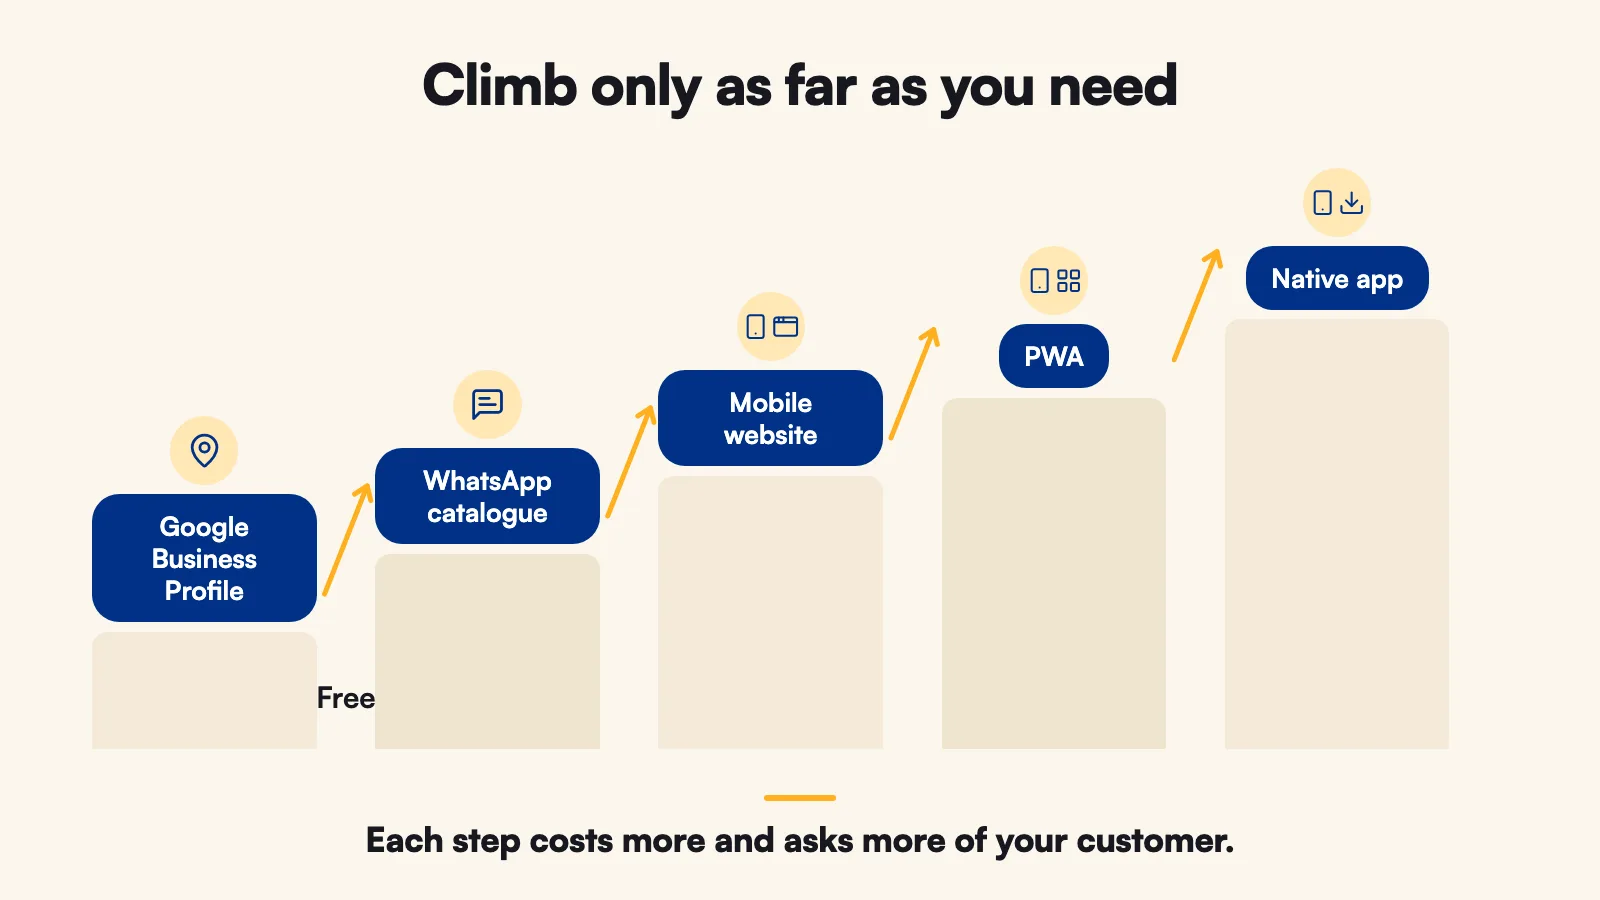 Climb only as far as you need
Google
Business
Profile
Free
WhatsApp
catalogue
Mobile
website
PWA
Native app
Each step costs more and asks more of your customer.